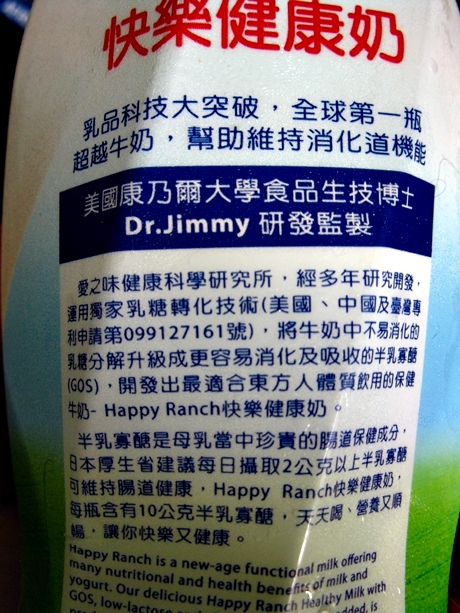 快樂健康奶
乳品科技大突破，全球第一瓶
超越牛奶，幫助維持消化道機能
美國康乃爾大學食品生技博士
Dr.Jimmy 研發監製
愛之味健康科學研究所，經多年研究開發，
運用獨家乳糖轉化技術(美國、中國及臺灣專
利申請第099127161號)，將牛奶中不易消化的
乳糖分解升級成更容易消化及吸收的半乳寡醣
(GOS)，開發出最適合東方人體質飲用的保健
牛奶- Happy Ranch快樂健康奶。
半乳寡醣是母乳當中珍貴的腸道保健成分，
日本厚生省建議每日攝取2公克以上半乳寡醣
可維持腸道健康，Happy Ranch快樂健康奶，
每瓶含有10公克半乳寡醣，天天喝、營養又順
暢，讓你快樂又健康。
Happy Ranch is a new-age functional milk offering
many nutritional and health benefits of milk and
yogurt. Our delicious Happy Ranch Healthy Milk with
GOS, low-lactose